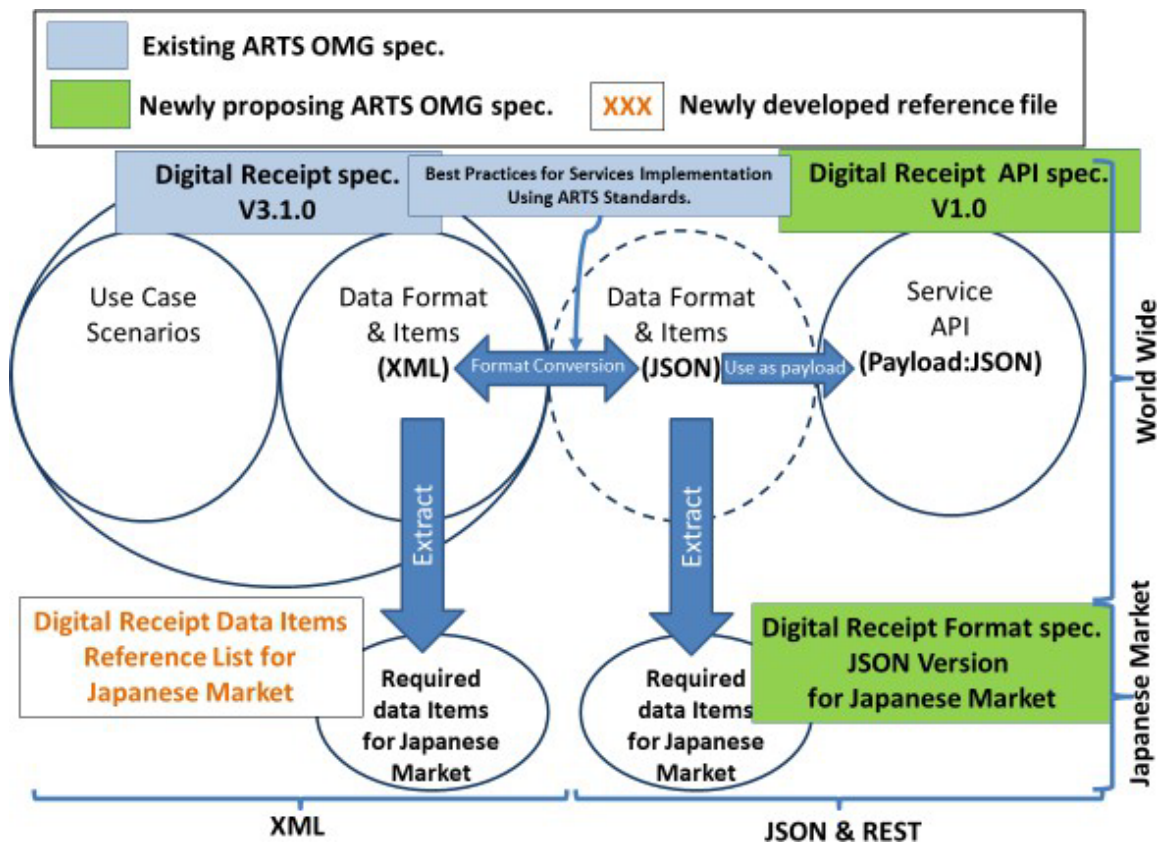 Existing ARTS OMG spec.
Newly proposing ARTS OMG spec.
XXX
Newly developed reference file
Digital Receipt spec.
V3.1.0
Best Practices for Services Implementation
Using ARTS Standards.
Digital Receipt API spec.
V1.0
Use Case
Scenarios
Data Format
& Items
(XML)
Format Conversion
Data Format
& Items
(JSON)
Use as payload
Service
API
(Payload:JSON)
World Wide
Extract
Extract
Digital Receipt Data Items
Reference List for
Japanese Market
Required
data Items
for Japanese
Market
Required
data Items
for Japanese
Market
Digital Receipt Format spec.
JSON Version
for Japanese Market
Japanese Market
XML
JSON & REST